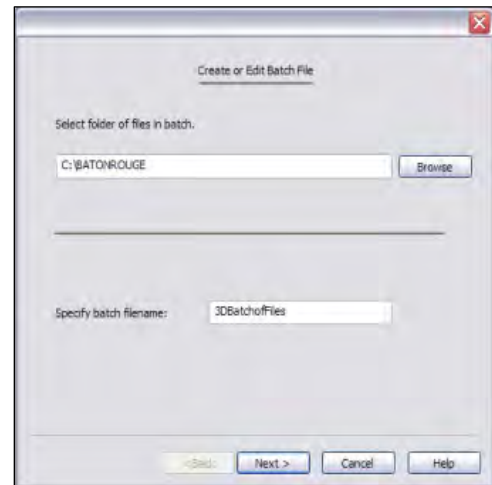 Create or Edit Batch File
Select folder of files in batch.
C:\BATONROUGE
Browse
Specify batch filename:
3DBatchofFiles
<Back
Next >
Cancel
Help